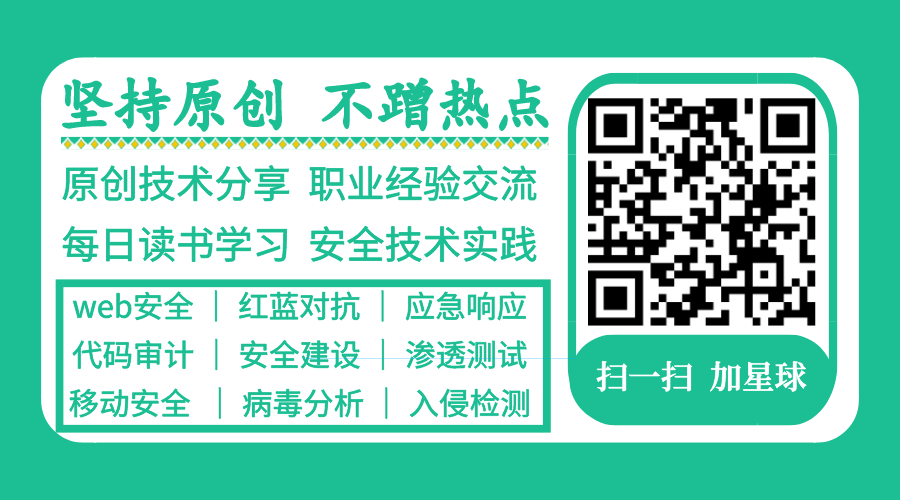 坚持原创 不蹭热点
原创技术分享 职业经验交流
每日读书学习 安全技术实践
web安全 | 红蓝对抗 | 应急响应
代码审计 | 安全建设 | 渗透测试
移动安全 | 病毒分析 | 入侵检测
扫一扫 加星球